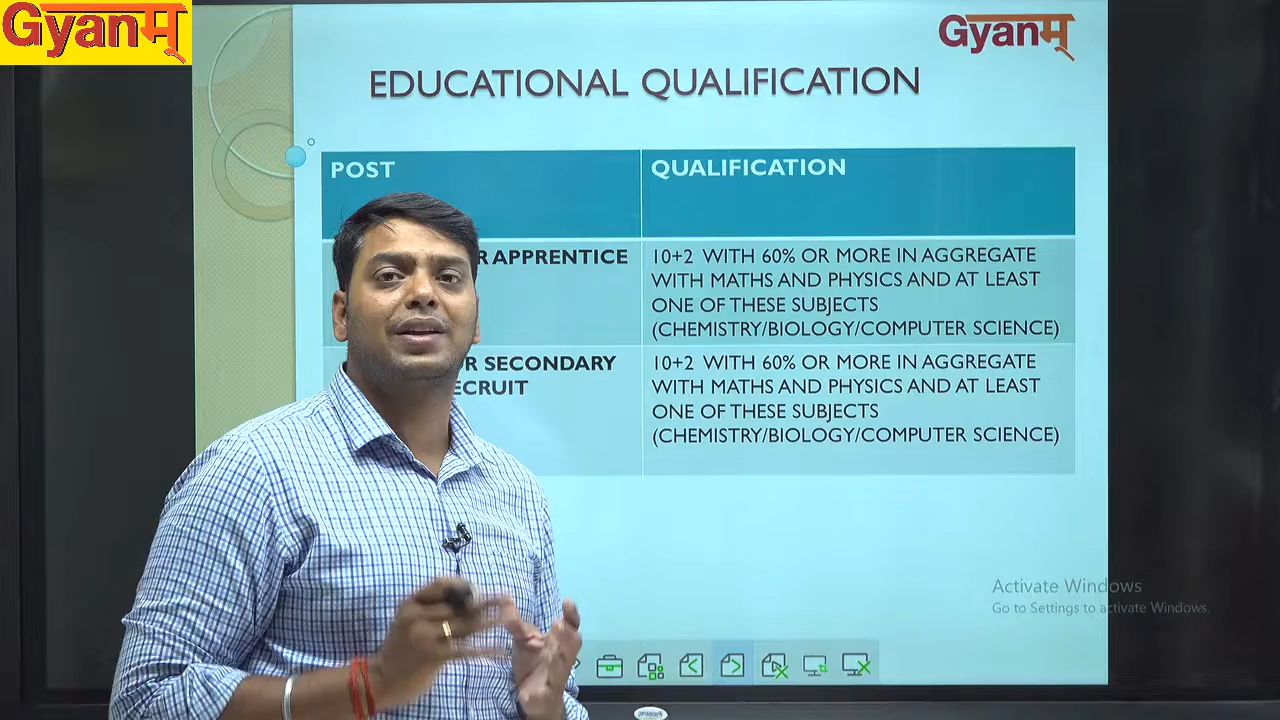 Gyanम्
Gyanम्
EDUCATIONAL QUALIFICATION
POST
QUALIFICATION
R APPRENTICE
10+2 WITH 60% OR MORE IN AGGREGATE
WITH MATHS AND PHYSICS AND AT LEAST
ONE OF THESE SUBJECTS
(CHEMISTRY/BIOLOGY/COMPUTER SCIENCE)
R SECONDARY
ECRUIT
10+2 WITH 60% OR MORE IN AGGREGATE
WITH MATHS AND PHYSICS AND AT LEAST
ONE OF THESE SUBJECTS
(CHEMISTRY/BIOLOGY/COMPUTER SCIENCE)
Activate Windows
Go to Settings to activate Windows.